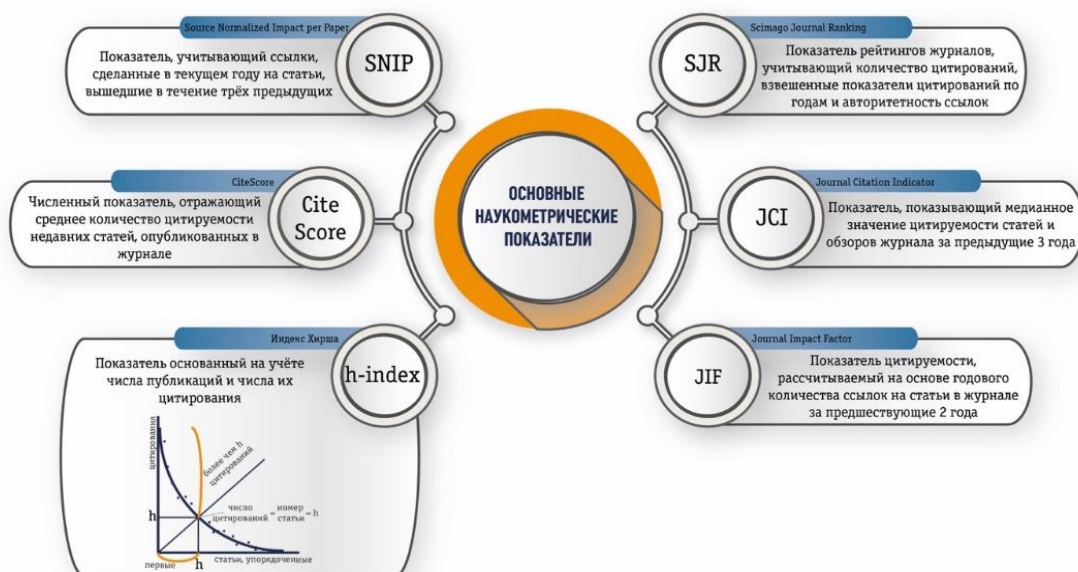 Source Normalized Impact per Paper
Показатель, учитывающий ссылки,
сделанные в текущем году на статьи,
вышедшие в течение трёх предыдущих
SNIP
CiteScore
Численный показатель, отражающий
среднее количество цитируемости
недавних статей, опубликованных в
журнале
Cite
Score
Индекс Хирша
Показатель основанный на учёте
числа публикаций и числа их
цитирования
h-index
цитирования
более чем h
цитирований
число
цитирований = номер
статьи = h
h
первые
h
статьи, упорядоченные
ОСНОВНЫЕ
НАУКОМЕТРИЧЕСКИЕ
ПОКАЗАТЕЛИ
Scimago Journal Ranking
SJR
Показатель рейтингов журналов,
учитывающий количество цитирований,
взвешенные показатели цитирований по
годам и авторитетность ссылок
Journal Citation Indicator
JCI
Показатель, показывающий медианное
значение цитируемости статей и
обзоров журнала за предыдущие 3 года
Journal Impact Factor
JIF
Показатель цитируемости,
рассчитываемый на основе годового
количества ссылок на статьи в журнале
за предшествующие 2 года